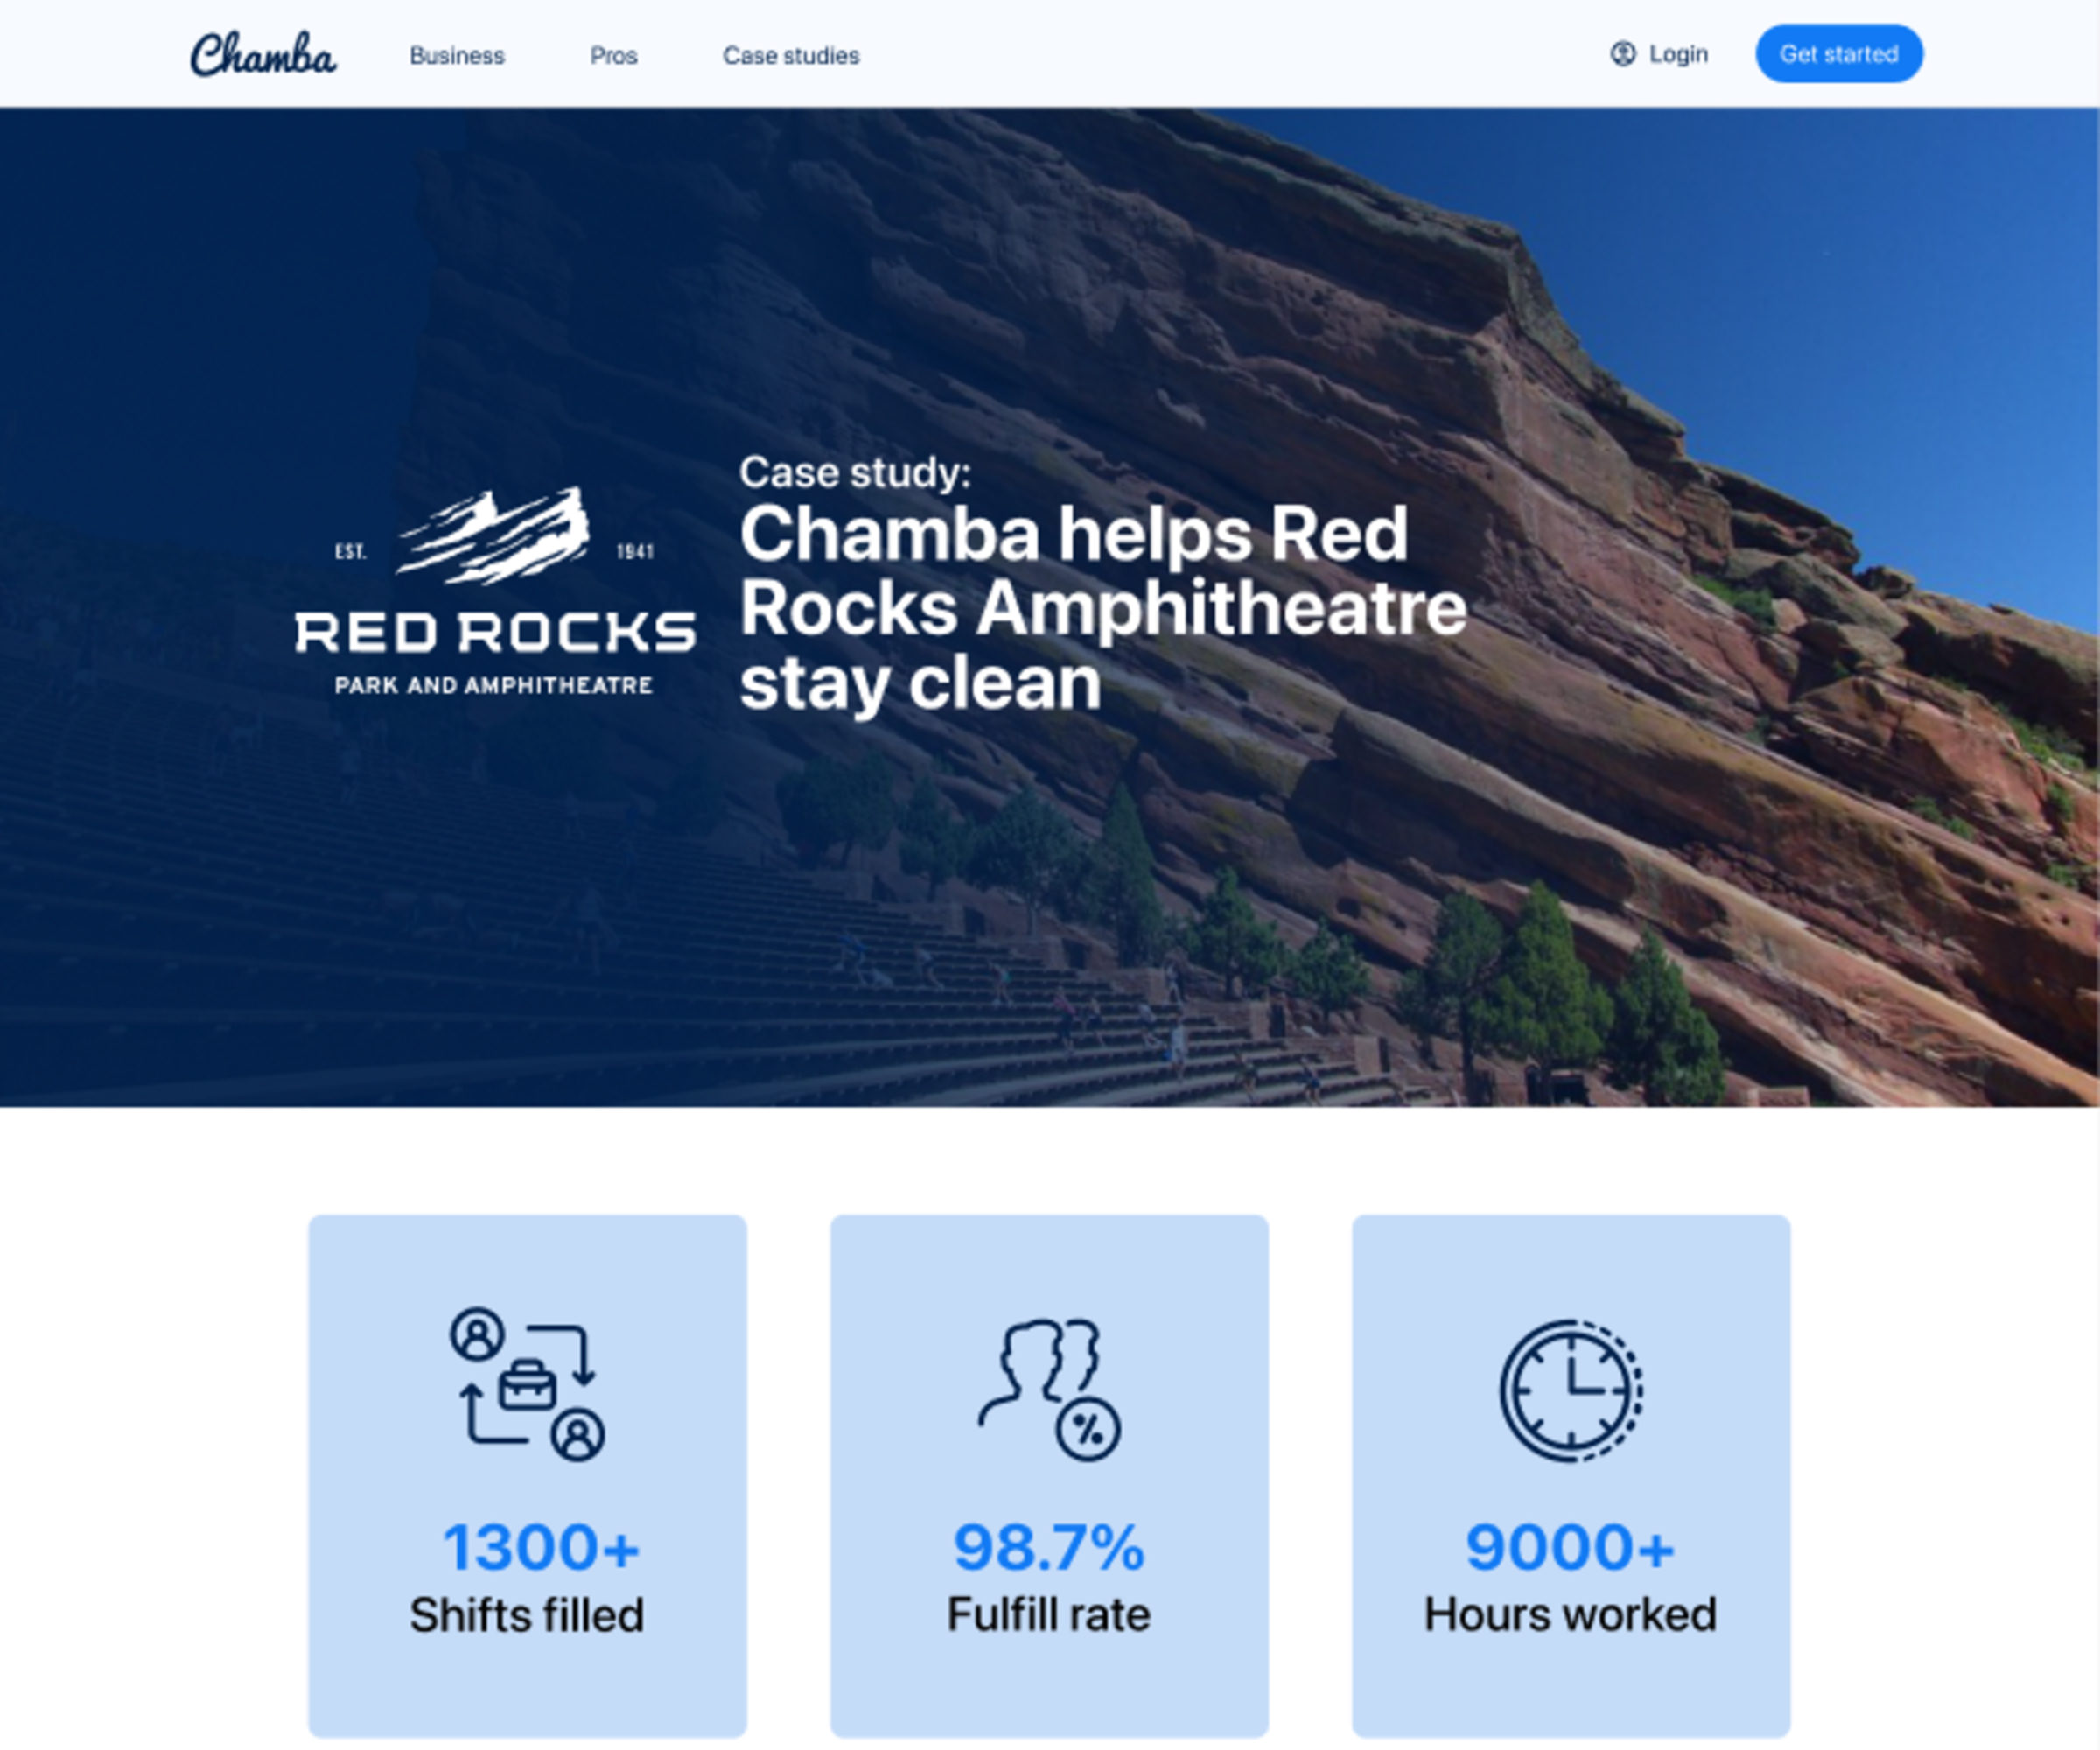 Chamba
Business
Pros
Case studies
Login
Get started
EST.
1941
RED ROCKS
PARK AND AMPHITHEATRE
Case study:
Chamba helps Red
Rocks Amphitheatre
stay clean
1300+
Shifts filled
98.7%
Fulfill rate
9000+
Hours worked